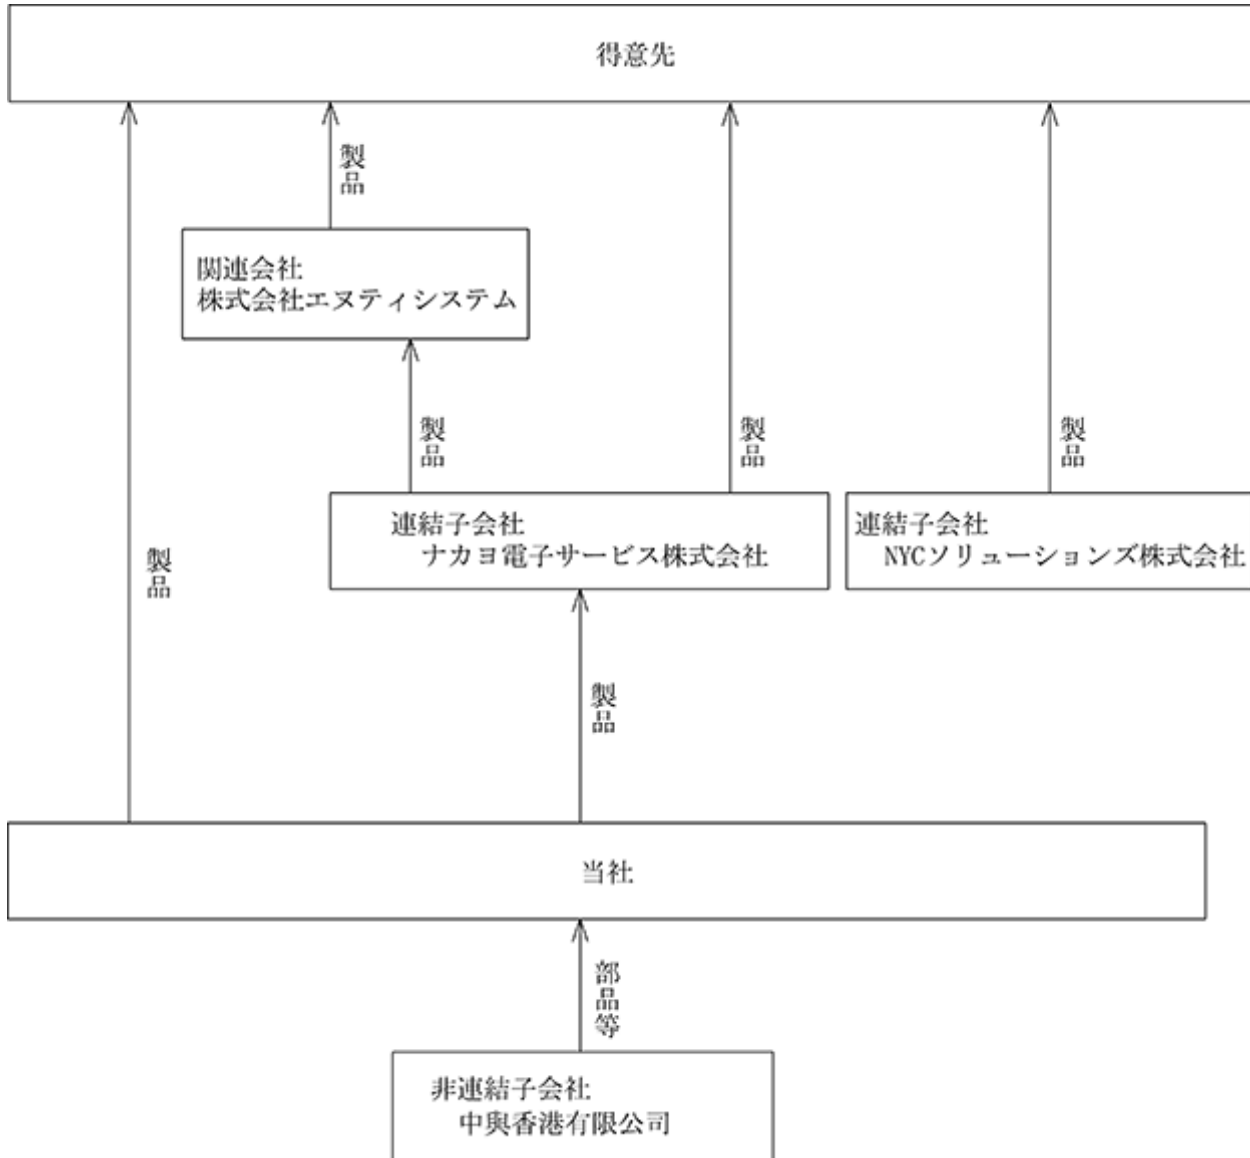 得意先
製品
関連会社
株式会社エヌティシステム
製品
製品
製品
連結子会社
ナカヨ電子サービス株式会社
連結子会社
NYCソリューションズ株式会社
製品
製品
当社
部品等
非連結子会社
中與香港有限公司